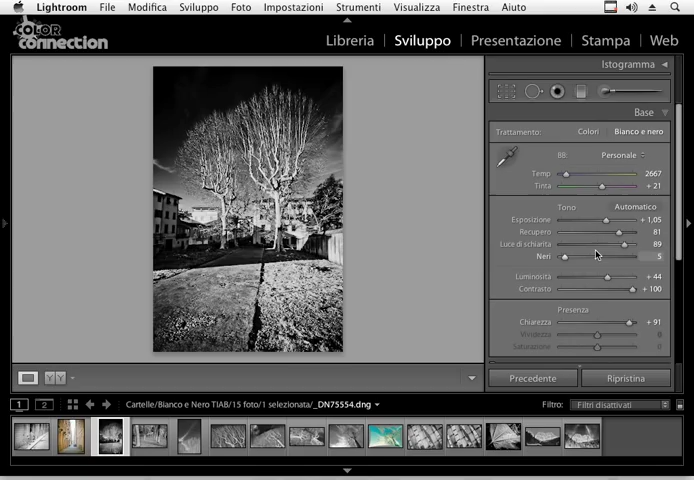 Lightroom File Modifica Sviluppo Foto Impostazioni Strumenti Visualizza Finestra Aiuto
COLOR
connection
Libreria | Sviluppo | Presentazione | Stampa | Web
Istogramma
Base
Trattamento: Colori Bianco e nero
BB: Personale
Temp 2667
Tinta + 21
Tono Automatico
Esposizione + 1,05
Recupero 81
Luce di schiarita 89
Neri 5
Luminosità + 44
Contrasto + 100
Presenza
Chiarezza + 91
Vividezza 0
Saturazione 0
Precedente Ripristina
1 2 Cartelle/Bianco e Nero TIAB/15 foto/1 selezionata/_DN75554.dng Filtro: Filtri disattivati